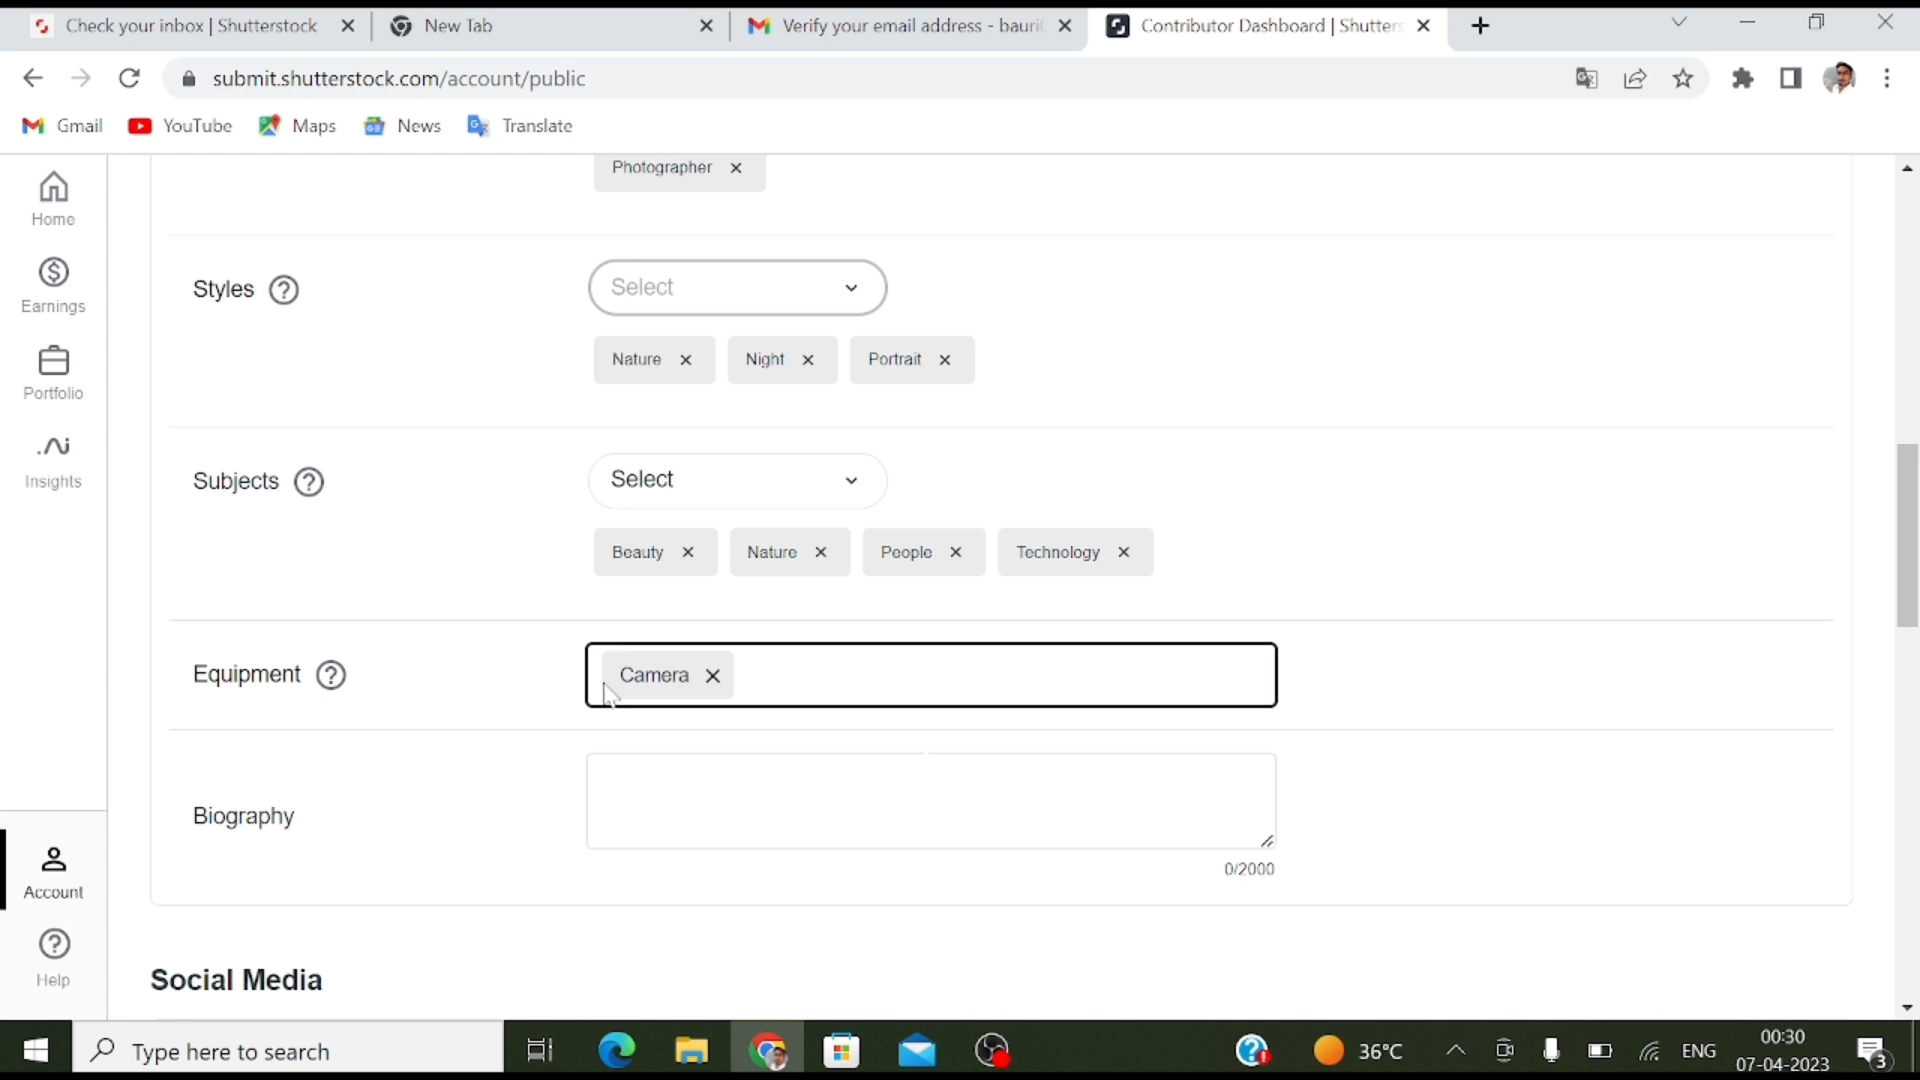 Check your inbox | Shutterstock
New Tab
Verify your email address - bauri
Contributor Dashboard | Shutters
submit.shutterstock.com/account/public
Gmail
YouTube
Maps
News
Translate
Home
Earnings
Portfolio
Insights
Account
Help
Photographer
Styles
Select
Nature
Night
Portrait
Subjects
Select
Beauty
Nature
People
Technology
Equipment
Camera
Biography
0/2000
Social Media
Type here to search
36°C
ENG
00:30
07-04-2023
3